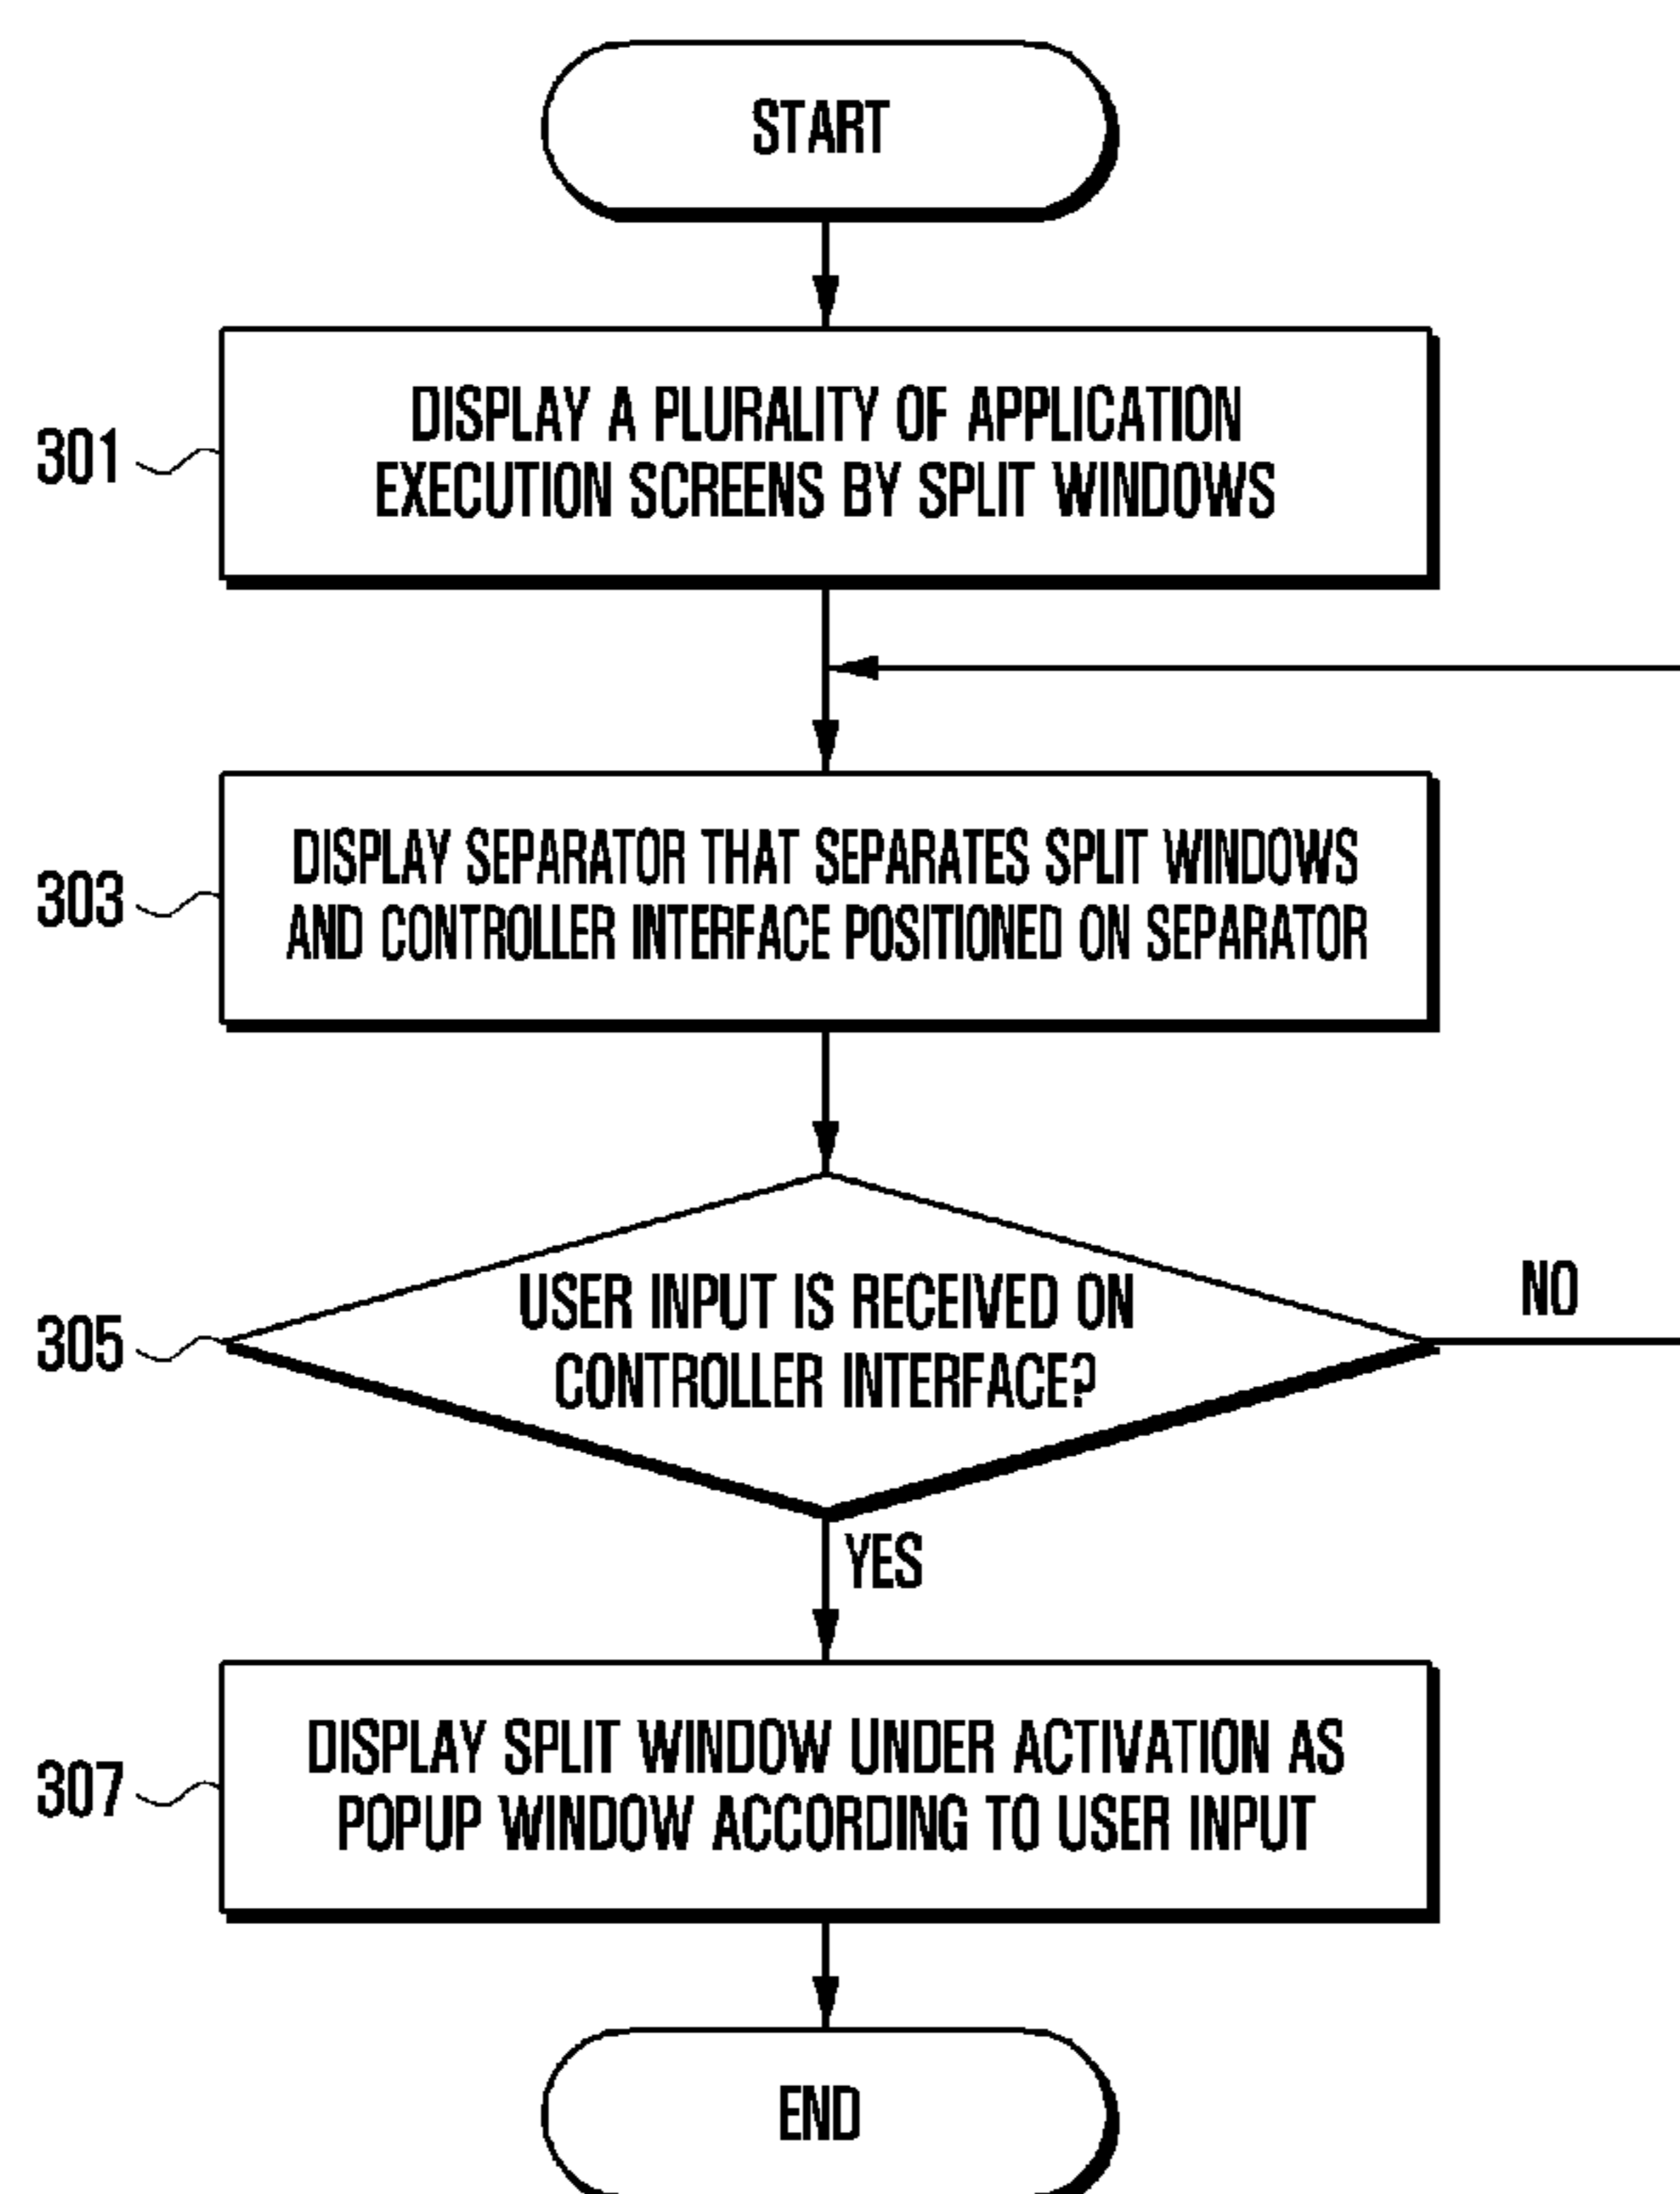 START
301
DISPLAY A PLURALITY OF APPLICATION
EXECUTION SCREENS BY SPLIT WINDOWS
303
DISPLAY SEPARATOR THAT SEPARATES SPLIT WINDOWS
AND CONTROLLER INTERFACE POSITIONED ON SEPARATOR
305
USER INPUT IS RECEIVED ON
CONTROLLER INTERFACE?
NO
YES
307
DISPLAY SPLIT WINDOW UNDER ACTIVATION AS
POPUP WINDOW ACCORDING TO USER INPUT
END